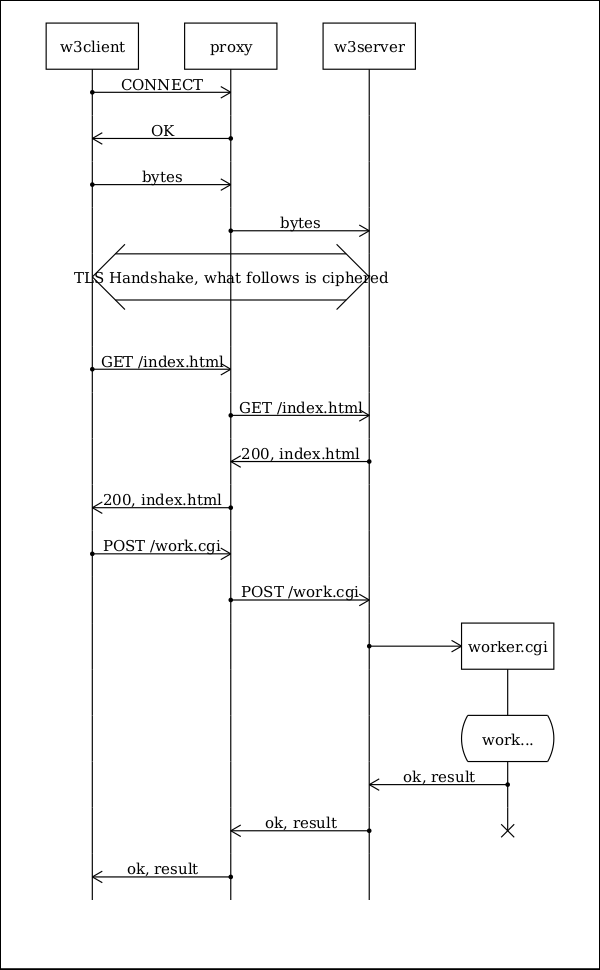 w3client
proxy
w3server
CONNECT
OK
bytes
bytes
TLS Handshake, what follows is ciphered
GET /index.html
GET /index.html
200, index.html
200, index.html
POST /work.cgi
POST /work.cgi
worker.cgi
work...
ok, result
ok, result
ok, result